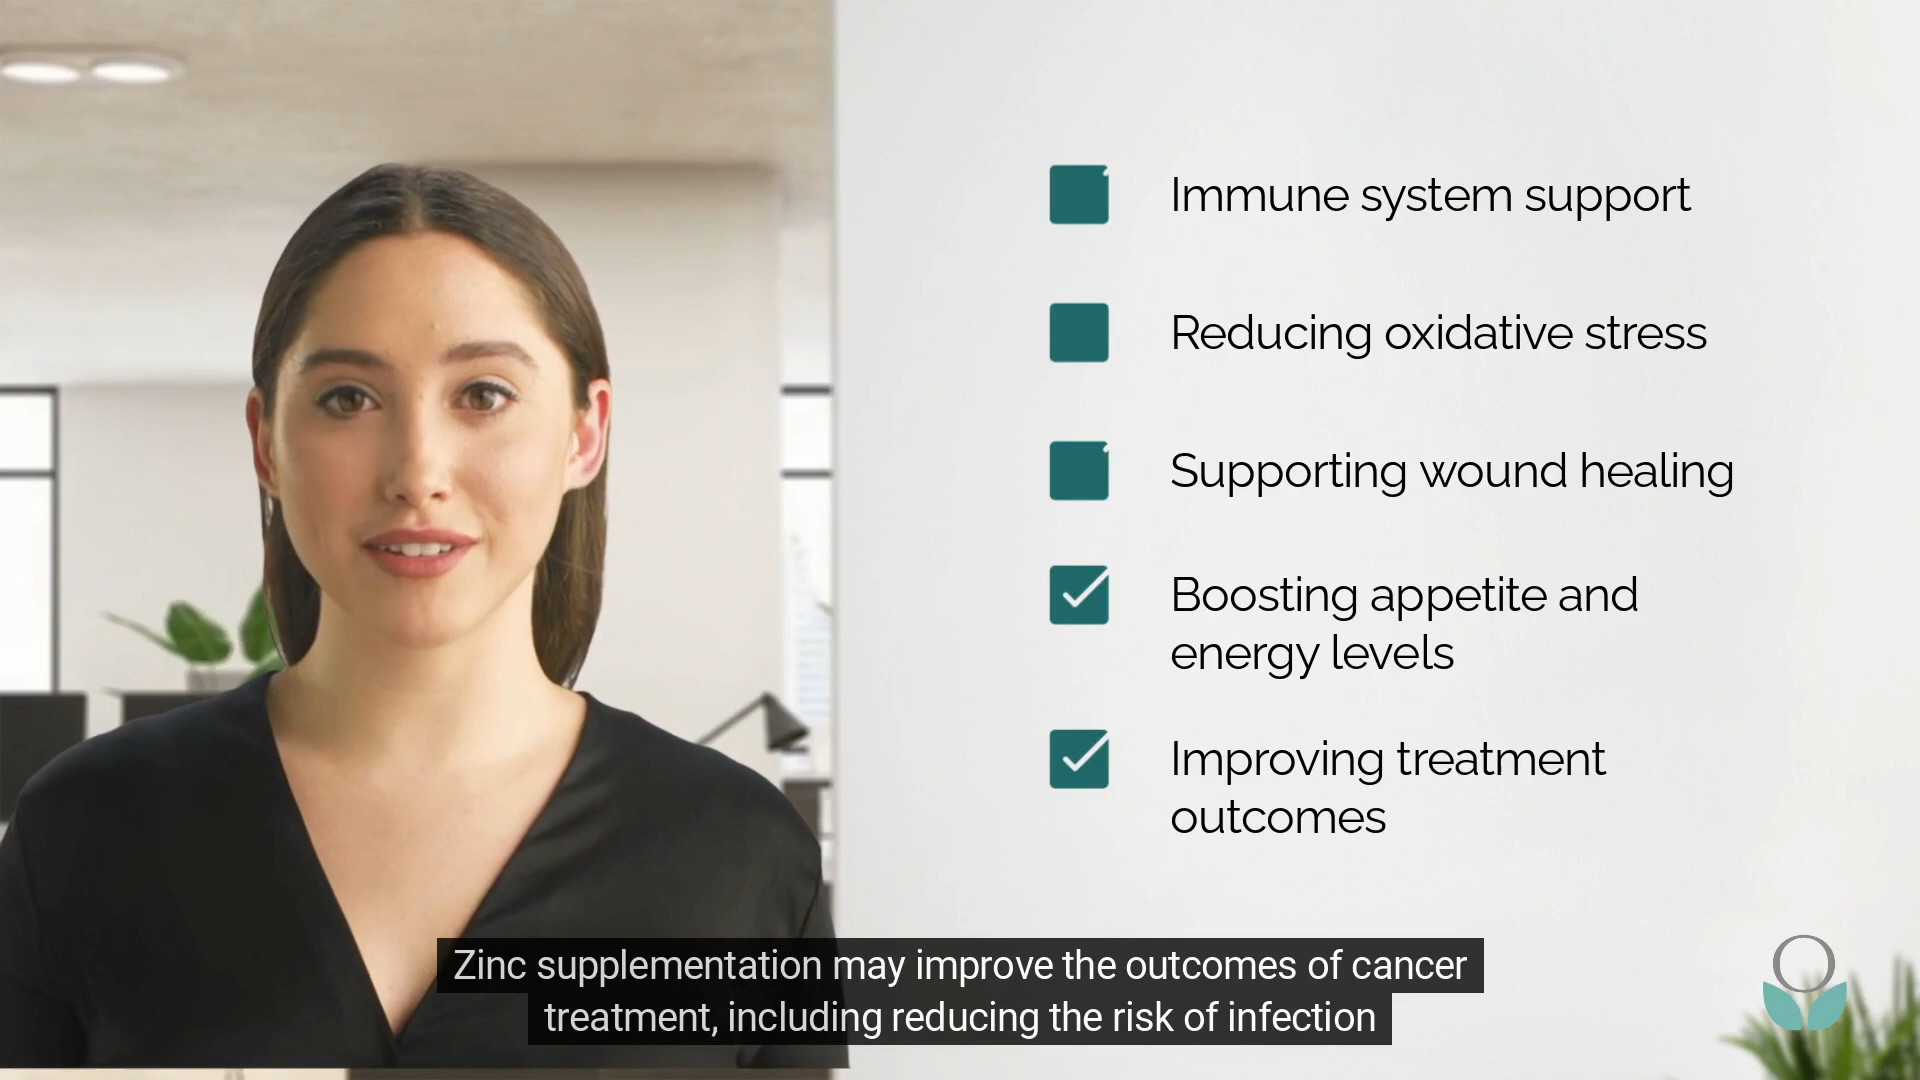 Immune system support
Reducing oxidative stress
Supporting wound healing
Boosting appetite and
energy levels
Improving treatment
outcomes
Zinc supplementation may improve the outcomes of cancer
treatment, including reducing the risk of infection